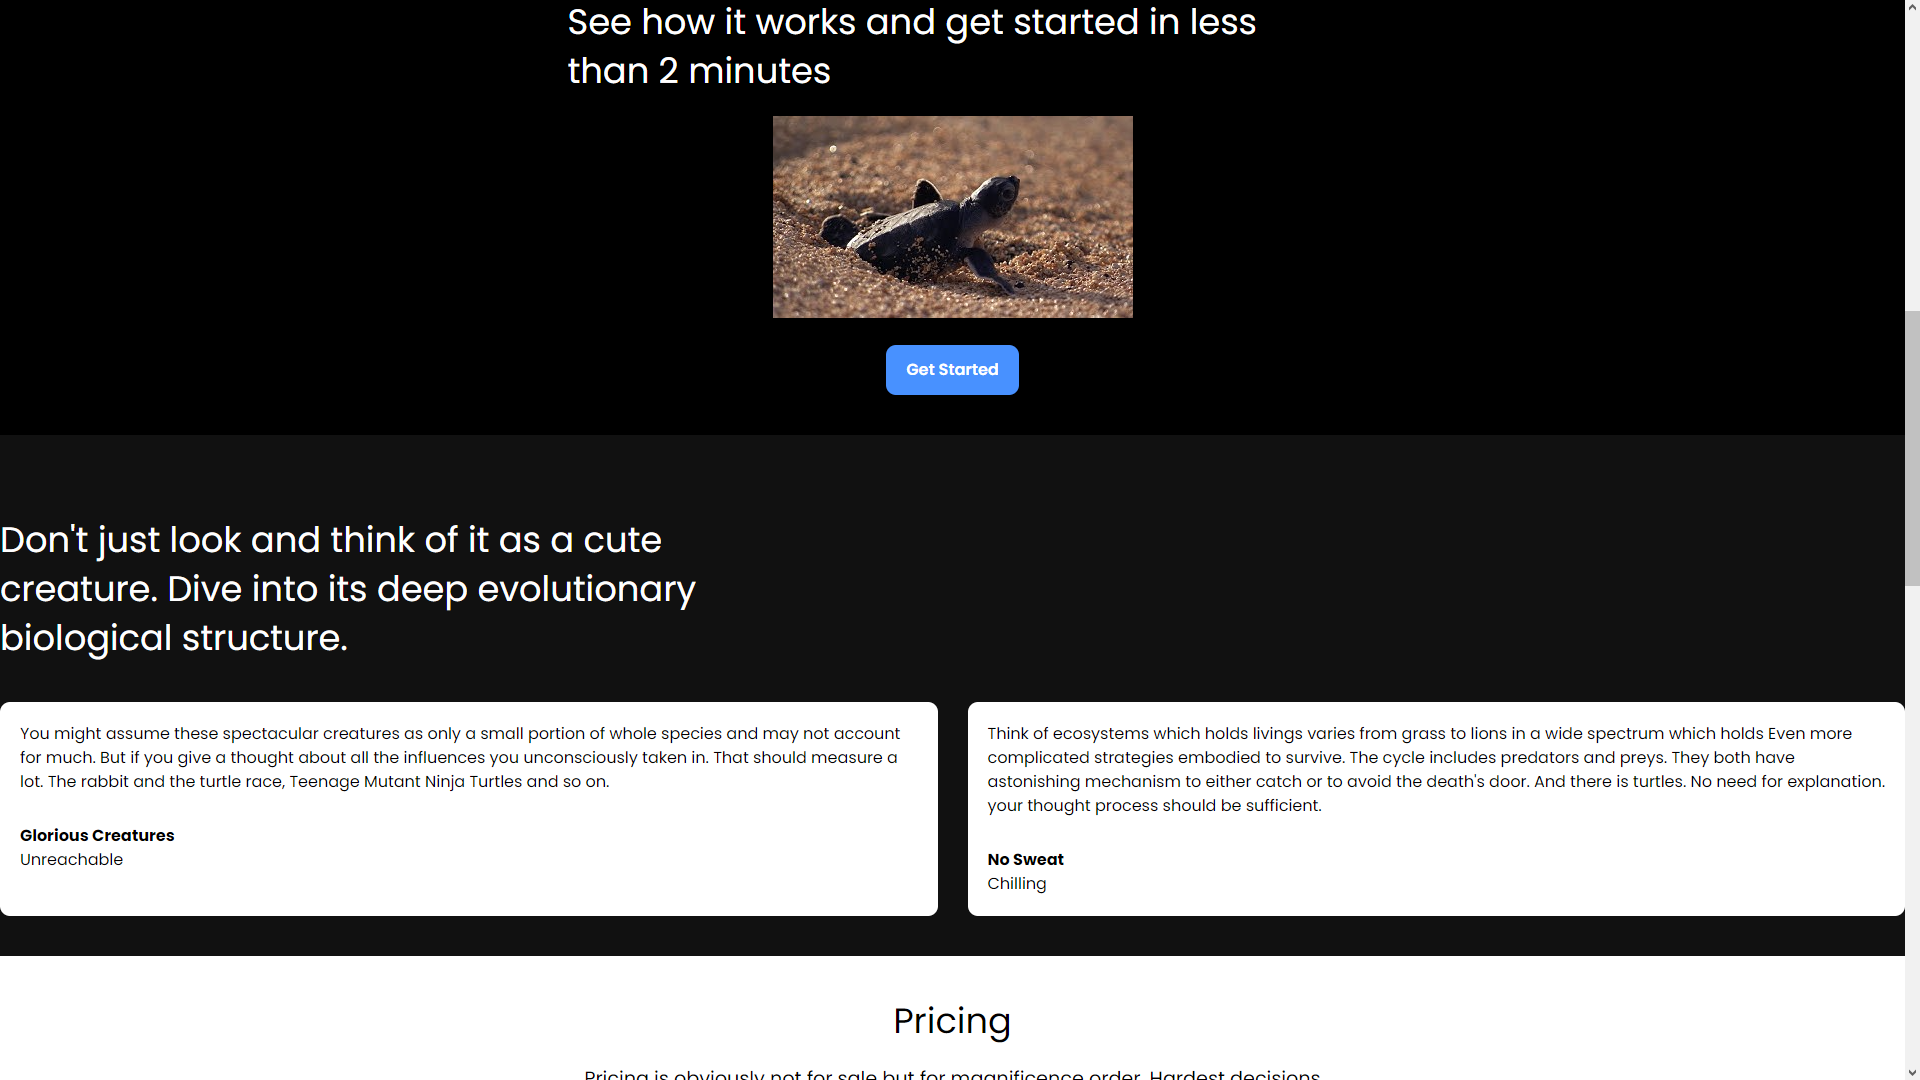 See how it works and get started in less
than 2 minutes
Get Started
Don't just look and think of it as a cute
creature. Dive into its deep evolutionary
biological structure.
You might assume these spectacular creatures as only a small portion of whole species and may not account
for much. But if you give a thought about all the influences you unconsciously taken in. That should measure a
lot. The rabbit and the turtle race, Teenage Mutant Ninja Turtles and so on.
Glorious Creatures
Unreachable
Think of ecosystems which holds livings varies from grass to lions in a wide spectrum which holds Even more
complicated strategies embodied to survive. The cycle includes predators and preys. They both have
astonishing mechanism to either catch or to avoid the death's door. And there is turtles. No need for explanation.
your thought process should be sufficient.
No Sweat
Chilling
Pricing
Pricing is obviously not for sale but for magnificence order. Hardest decisions